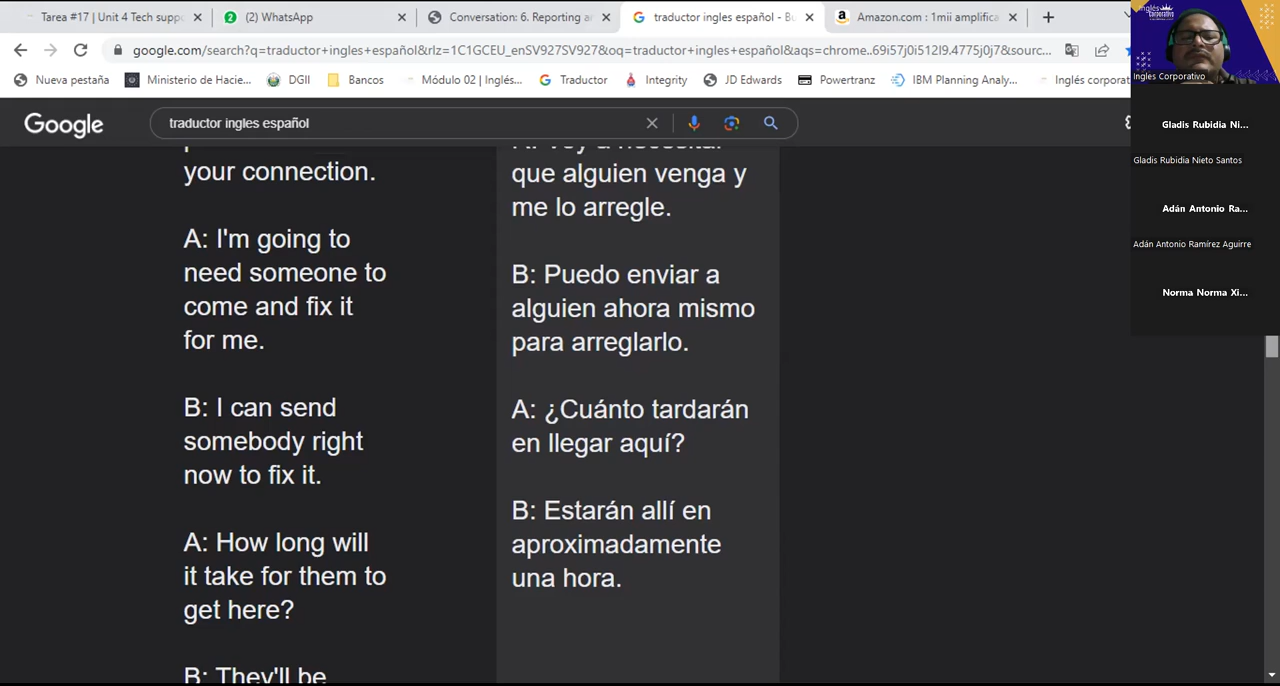 Tarea #17 | Unit 4 Tech suppo
(2) WhatsApp
Conversation: 6. Reporting an
traductor ingles español - Bu
Amazon.com : 1mii amplifica
google.com/search?q=traductor+ingles+español&rlz=1C1GCEU_enSV927SV927&oq=traductor+ingles+español&aqs=chrome..69i57j0i512l9.4775j0j7&sourc...
Nueva pestaña
Ministerio de Hacie...
DGII
Bancos
Módulo 02 | Inglés...
Traductor
Integrity
JD Edwards
Powertranz
IBM Planning Analy...
Inglés corporat
Google
traductor ingles español
your connection.
A: I'm going to
need someone to
come and fix it
for me.
B: I can send
somebody right
now to fix it.
A: How long will
it take for them to
get here?
B: They'll be
A: Voy a necesitar
que alguien venga y
me lo arregle.
B: Puedo enviar a
alguien ahora mismo
para arreglarlo.
A: ¿Cuánto tardarán
en llegar aquí?
B: Estarán allí en
aproximadamente
una hora.
Inglés
Corporativo
Ingles Corporativo
Gladis Rubidia Ni...
Gladis Rubidia Nieto Santos
Adán Antonio Ra...
Adán Antonio Ramírez Aguirre
Norma Norma Xi...